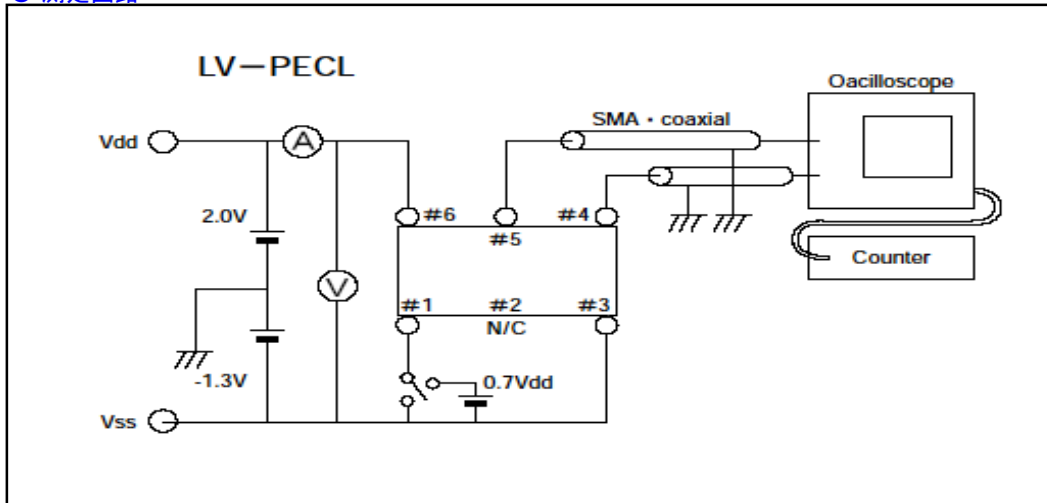 LV-PECL
Oacilloscope
SMA・coaxial
Vdd
A
2.0V
#6
#4
#5
Counter
V
#1
#2
#3
N/C
-1.3V
0.7Vdd
Vss